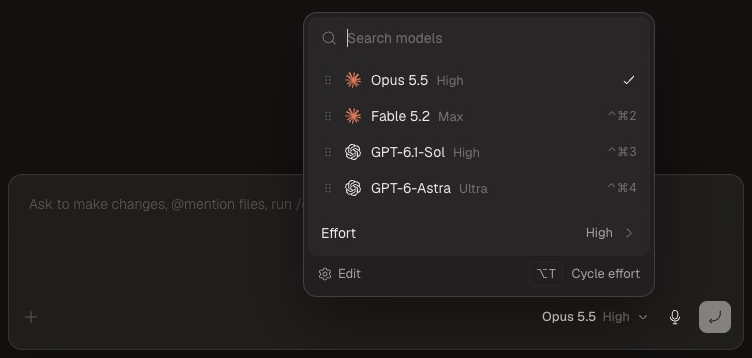 Search models
Opus 5.5 High
Fable 5.2 Max ^⌘2
GPT-6.1-Sol High ^⌘3
GPT-6-Astra Ultra ^⌘4
Ask to make changes, @mention files, run /
Effort High
Edit ⌥T Cycle effort
Opus 5.5 High